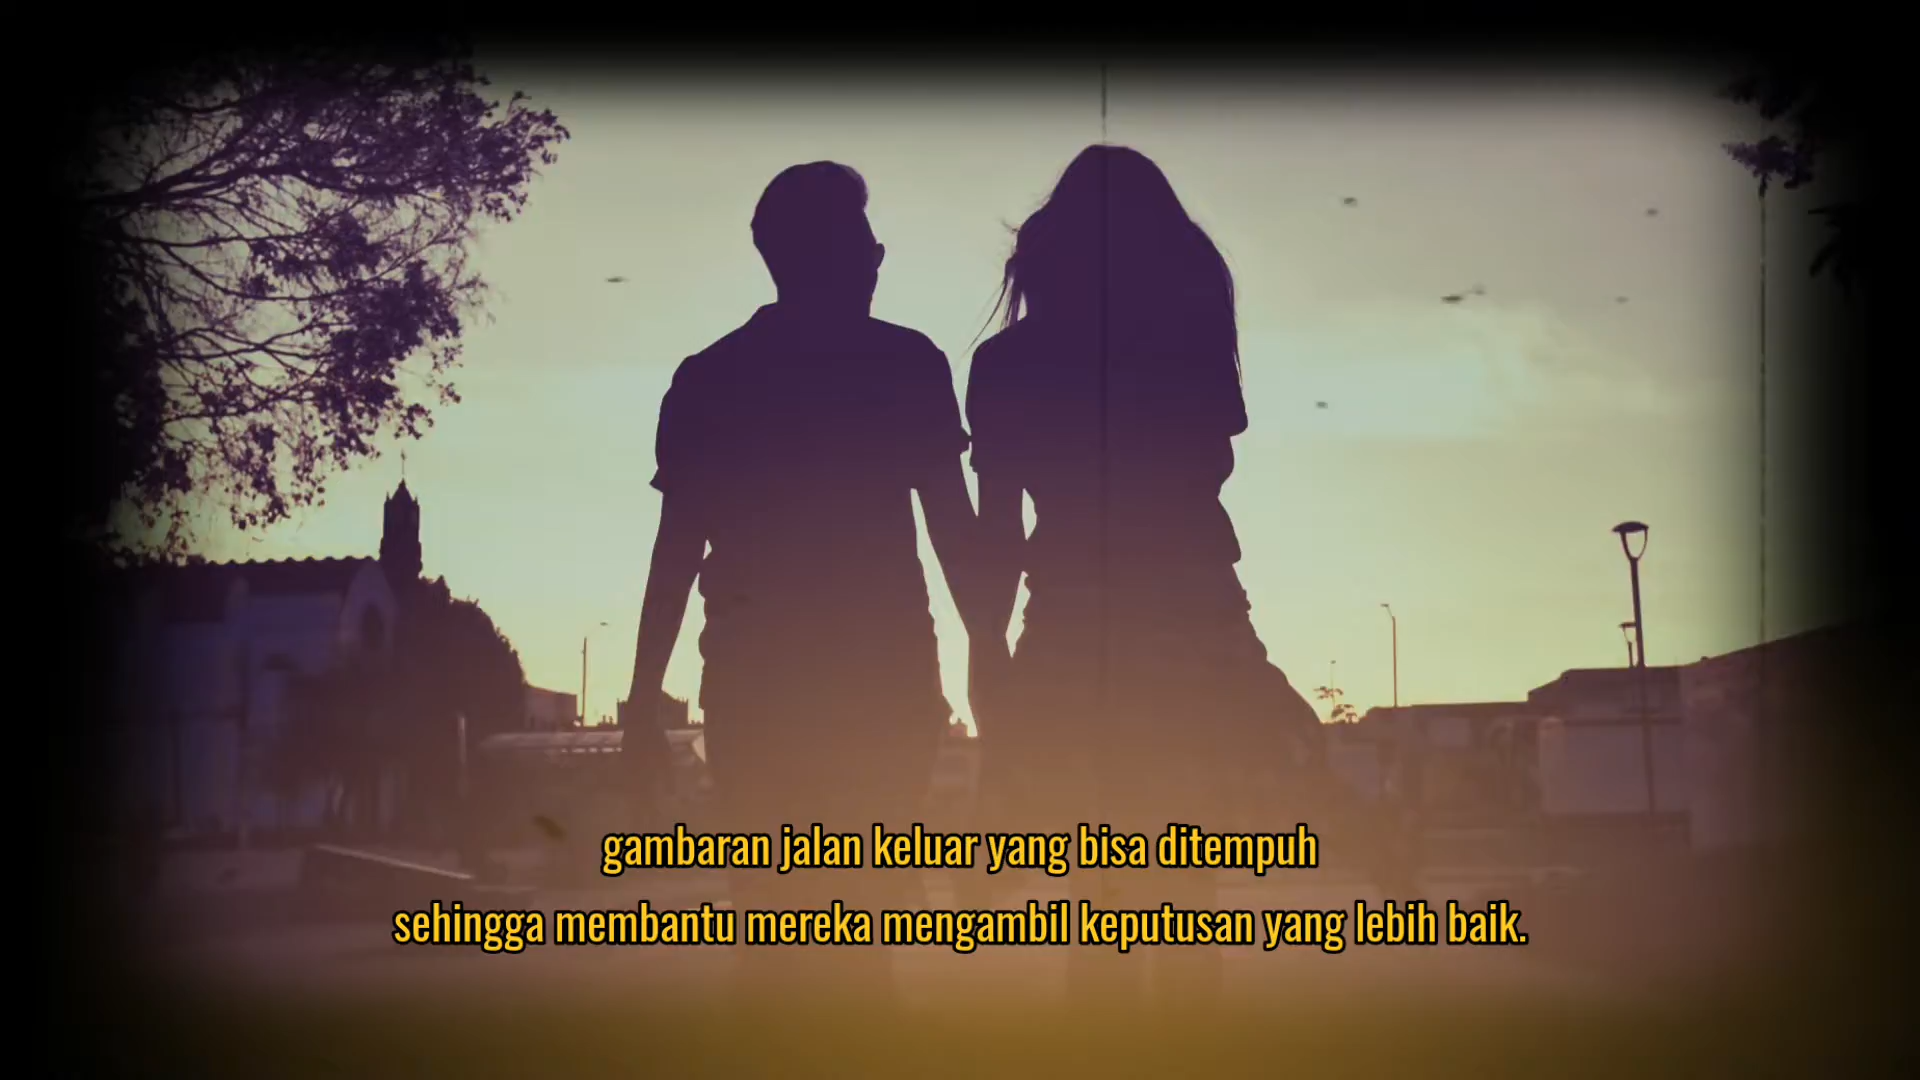 gambaran jalan keluar yang bisa ditempuh
sehingga membantu mereka mengambil keputusan yang lebih baik.